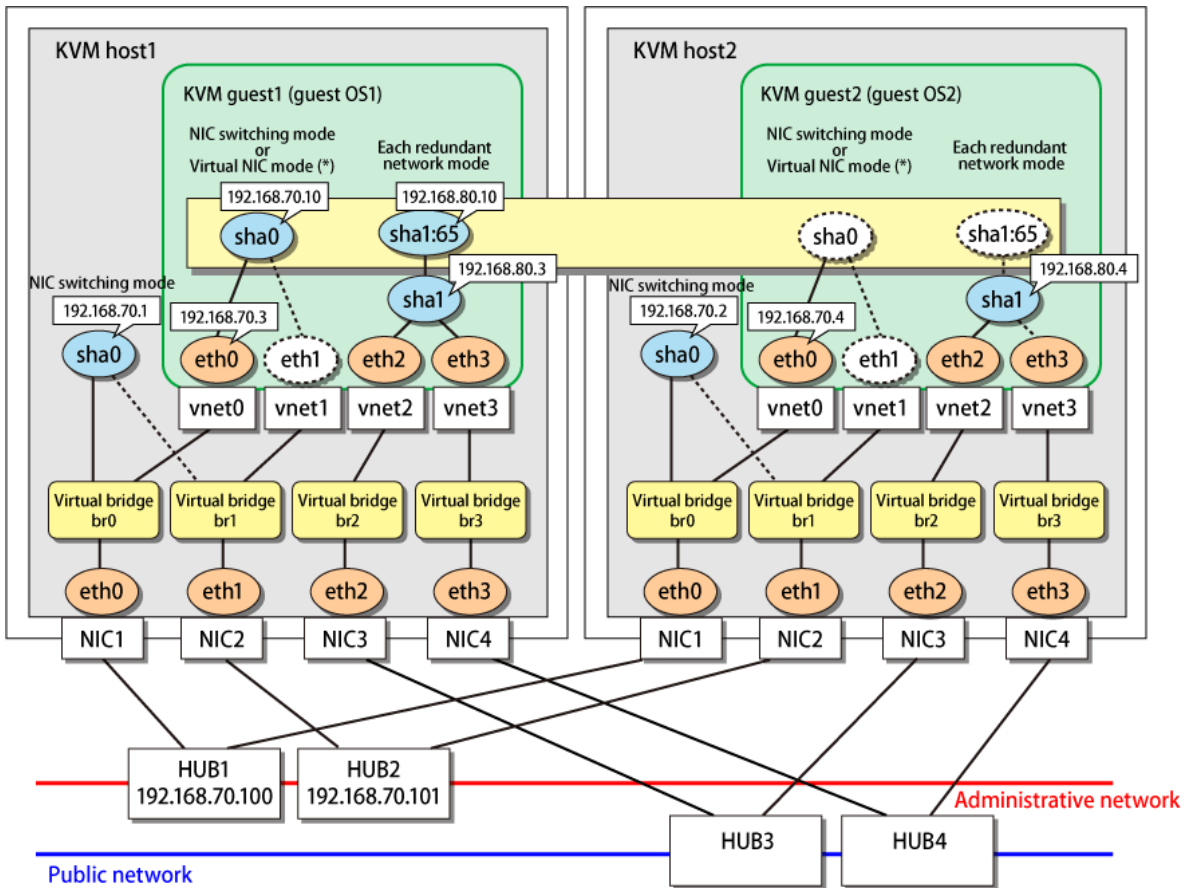 KVM host1
KVM guest1 (guest OS1)
NIC switching mode
or
Virtual NIC mode (*)
Each redundant
network mode
192.168.70.10
192.168.80.10
sha0
sha1:65
192.168.80.3
NIC switching mode
192.168.70.1
192.168.70.3
sha1
sha0
eth0
eth1
eth2
eth3
vnet0
vnet1
vnet2
vnet3
Virtual bridge
br0
Virtual bridge
br1
Virtual bridge
br2
Virtual bridge
br3
eth0
eth1
eth2
eth3
NIC1
NIC2
NIC3
NIC4
KVM host2
KVM guest2 (guest OS2)
NIC switching mode
or
Virtual NIC mode (*)
Each redundant
network mode
sha0
sha1:65
192.168.80.4
NIC switching mode
192.168.70.2
192.168.70.4
sha1
sha0
eth0
eth1
eth2
eth3
vnet0
vnet1
vnet2
vnet3
Virtual bridge
br0
Virtual bridge
br1
Virtual bridge
br2
Virtual bridge
br3
eth0
eth1
eth2
eth3
NIC1
NIC2
NIC3
NIC4
HUB1
192.168.70.100
HUB2
192.168.70.101
Administrative network
HUB3
HUB4
Public network